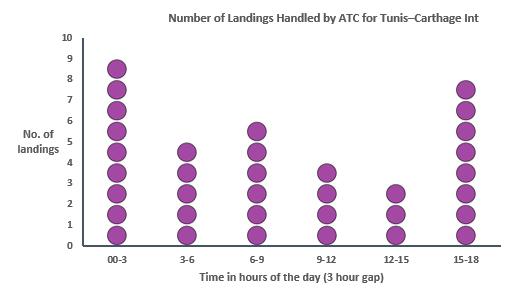 Number of Landings Handled by ATC for Tunis–Carthage Int
10
9
8
7
6
5
4
3
2
1
0
No. of
landings
00-3 3-6 6-9 9-12 12-15 15-18
Time in hours of the day (3 hour gap)